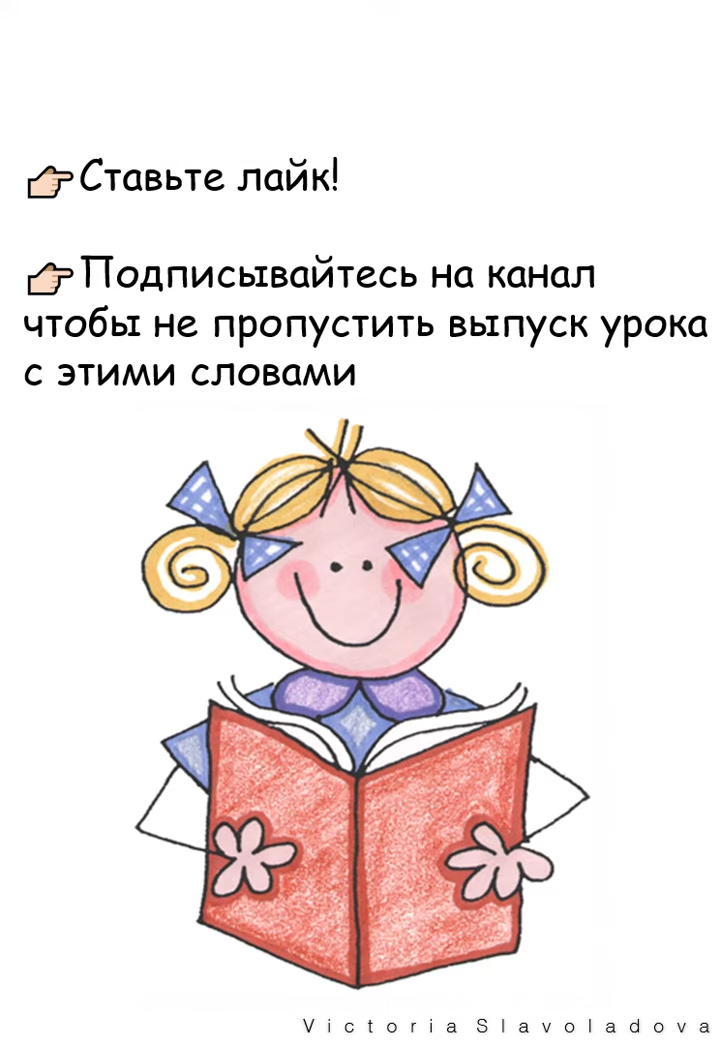 👉Ставьте лайк!
👉Подписывайтесь на канал
чтобы не пропустить выпуск урока
с этими словами
Victoria Slavoladova